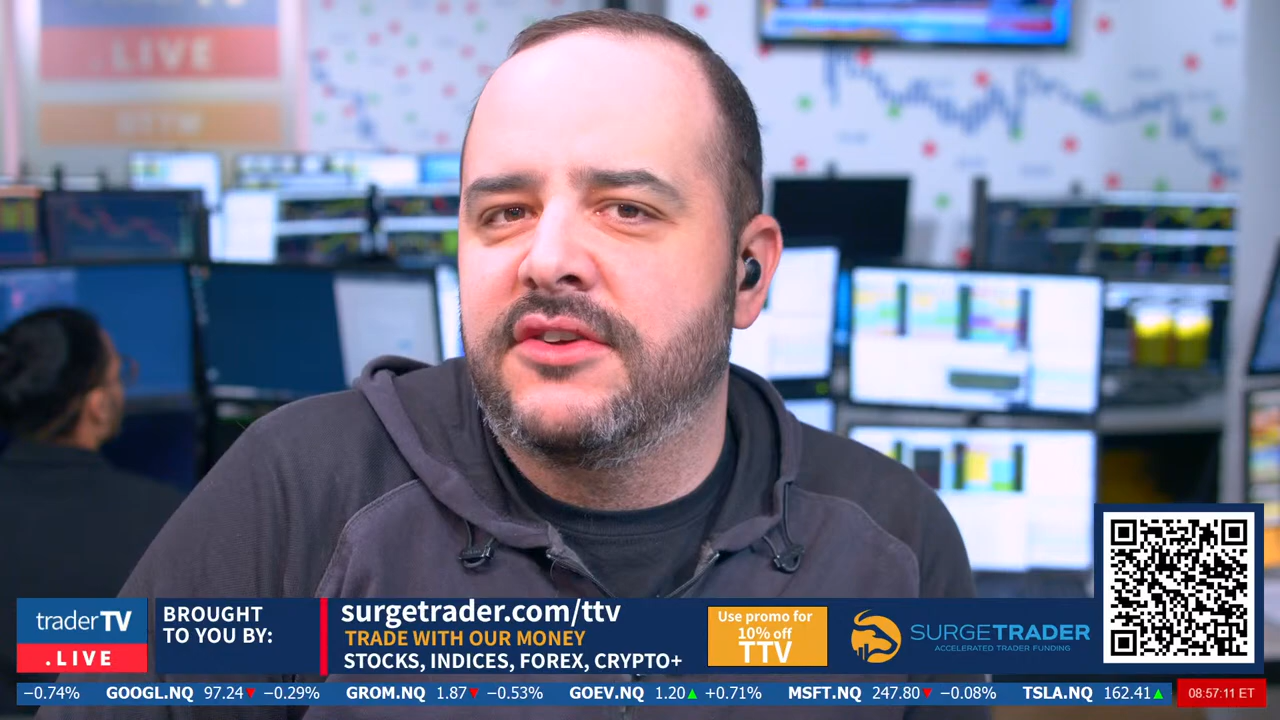 .LIVE
traderTV
.LIVE
BROUGHT
TO YOU BY:
surgetrader.com/ttv
TRADE WITH OUR MONEY
STOCKS, INDICES, FOREX, CRYPTO+
Use promo for
10% off
TTV
SURGETRADER
ACCELERATED TRADER FUNDING
−0.74% GOOGL.NQ 97.24▼ −0.29% GROM.NQ 1.87▼ −0.53% GOEV.NQ 1.20▲ +0.71% MSFT.NQ 247.80▼ −0.08% TSLA.NQ 162.41▲
08:57:11 ET